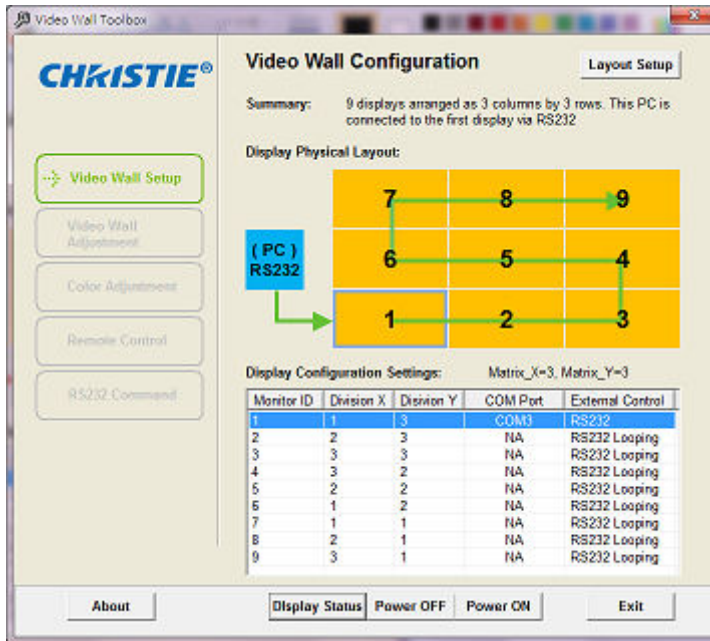 Video Wall Toolbox
CHRISTIE®
Video Wall Configuration
Layout Setup
Summary: 9 displays arranged as 3 columns by 3 rows. This PC is
connected to the first display via RS232
Display Physical Layout:
Video Wall Setup
Video Wall
Adjustment
Color Adjustment
Remote Control
RS232 Command
7 8 9
(PC)
RS232
6 5 4
1 2 3
Display Configuration Settings: Matrix_X=3, Matrix_Y=3
Monitor ID Division X Disivion Y COM Port External Control
1 1 3 COM3 RS232
2 2 3 NA RS232 Looping
3 3 3 NA RS232 Looping
4 3 2 NA RS232 Looping
5 2 2 NA RS232 Looping
6 1 2 NA RS232 Looping
7 1 1 NA RS232 Looping
8 2 1 NA RS232 Looping
9 3 1 NA RS232 Looping
About DIsplay Status Power OFF Power ON Exit